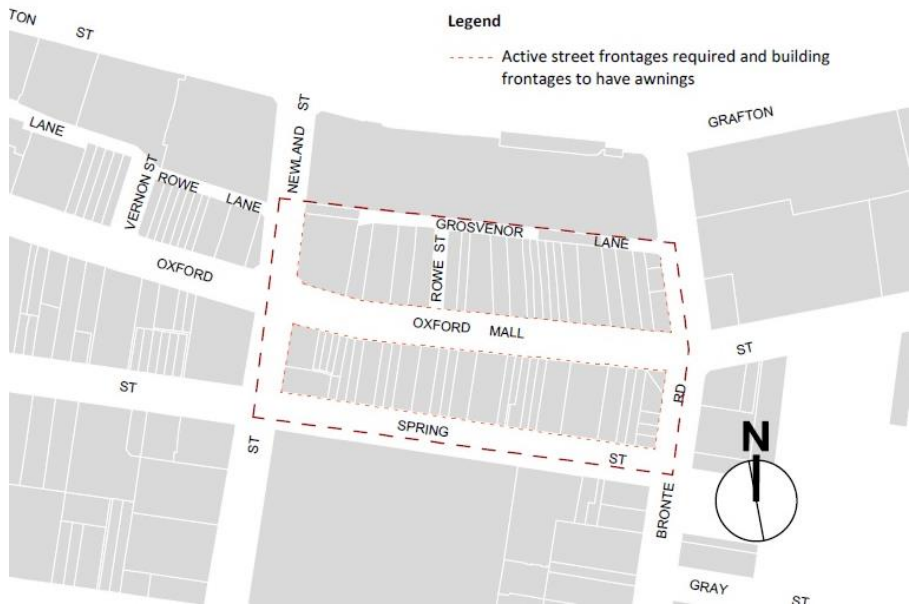 Legend
Active street frontages required and building
frontages to have awnings
TON ST
NEWLAND ST
GRAFTON
LANE
VERNON ST
ROWE LANE
GROSVENOR LANE
ROWE ST
OXFORD
OXFORD MALL
ST
ST
SPRING ST
RD
N
ST
BRONTE
GRAY ST